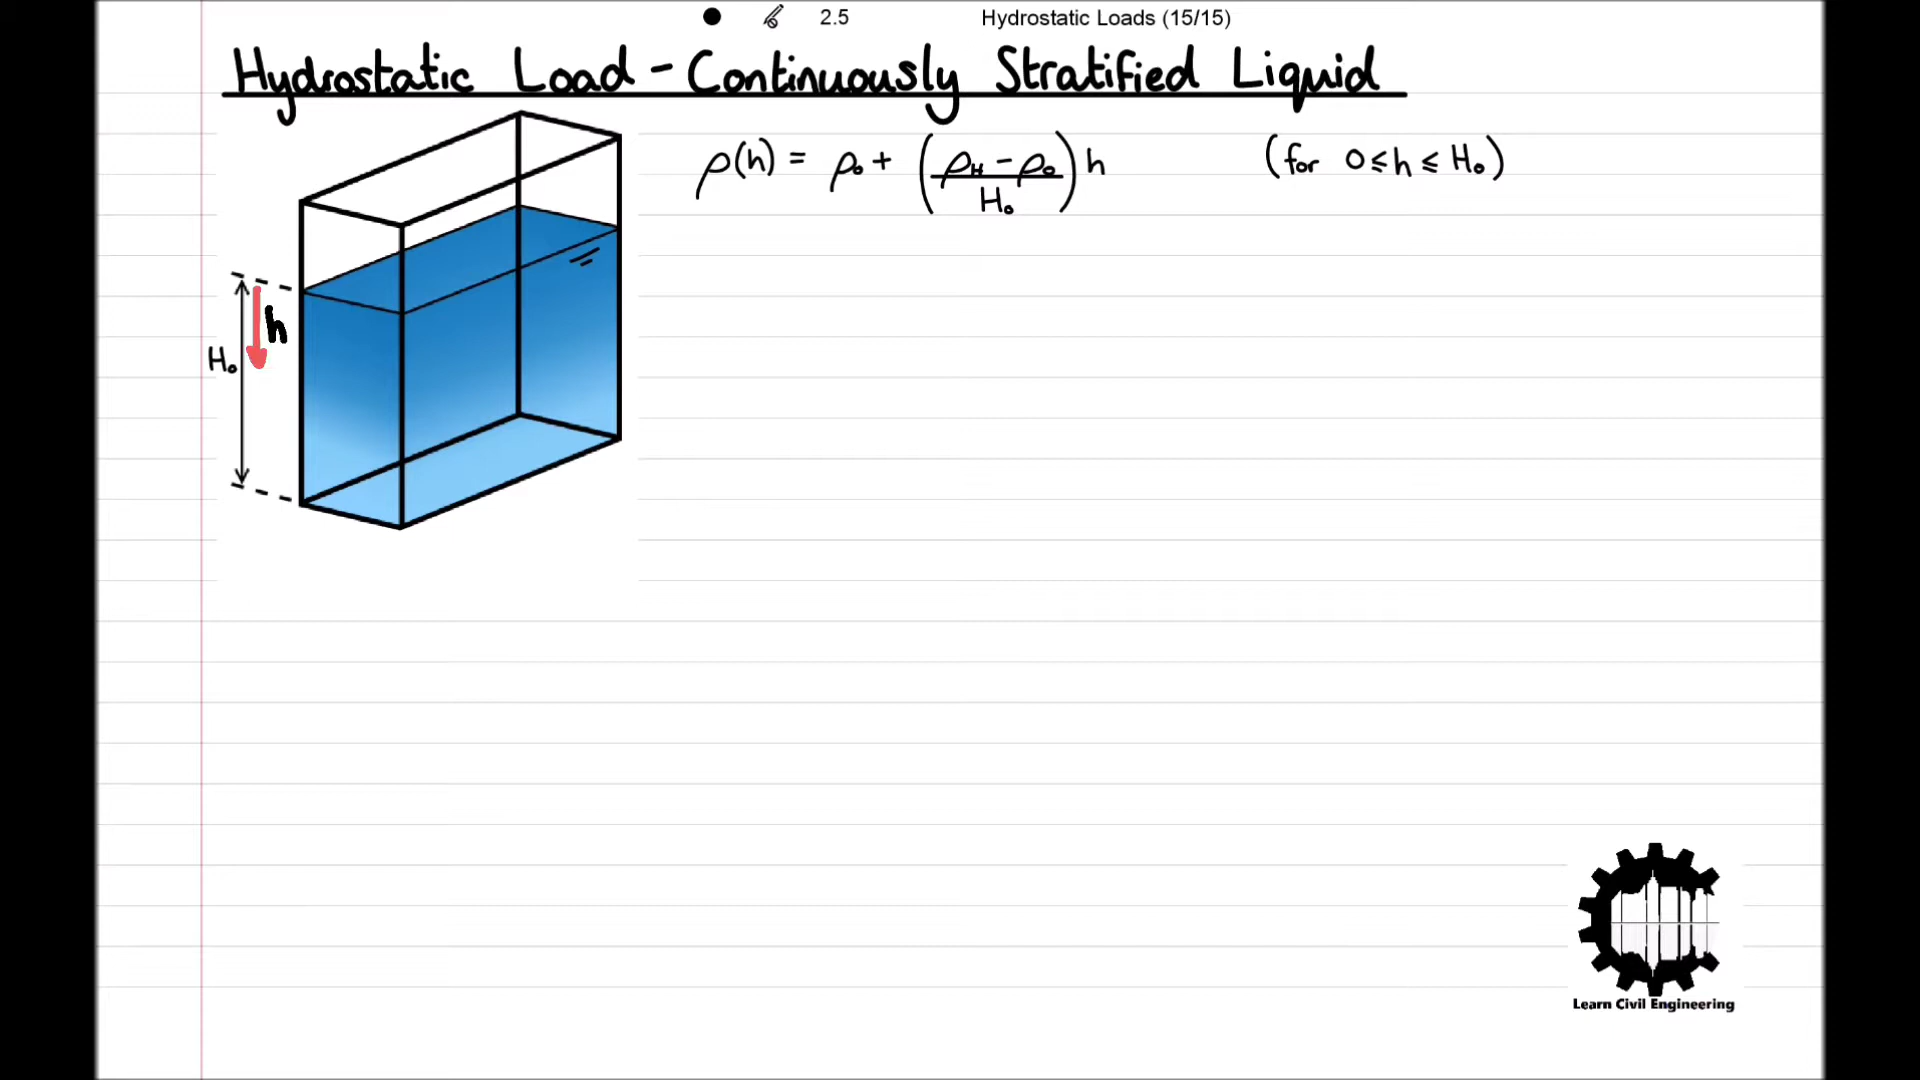 2.5 Hydrostatic Loads (15/15)
Hydrostatic Load - Continuously Stratified Liquid
ρ(h) = ρ₀ + (ρ_H - ρ₀ / H₀) h (for 0 ≤ h ≤ H₀)
h
H₀
Learn Civil Engineering